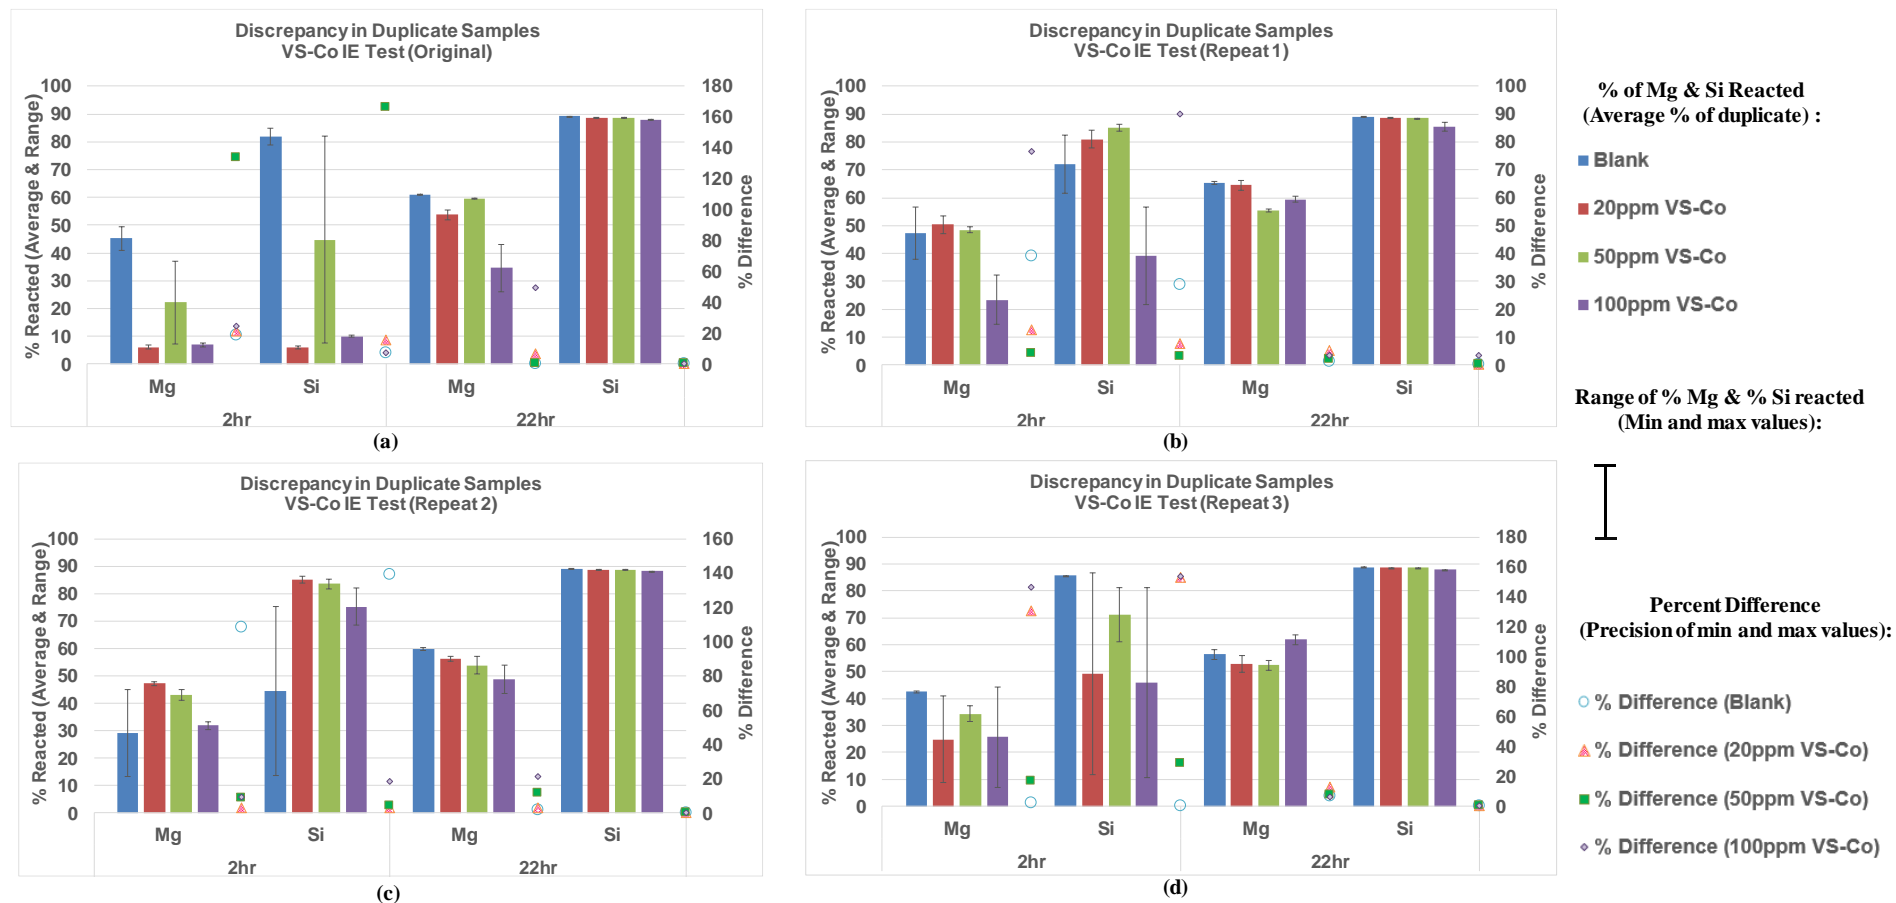 Discrepancy in Duplicate Samples
VS-Co IE Test (Original)
% Reacted (Average & Range)
100
90
80
70
60
50
40
30
20
10
0
180
160
140
120
100
80
60
40
20
0
% Difference
Mg
Si
Mg
Si
2hr
22hr
(a)
Discrepancy in Duplicate Samples
VS-Co IE Test (Repeat 1)
% Reacted (Average & Range)
100
90
80
70
60
50
40
30
20
10
0
100
90
80
70
60
50
40
30
20
10
0
% Difference
Mg
Si
Mg
Si
2hr
22hr
(b)
Discrepancy in Duplicate Samples
VS-Co IE Test (Repeat 2)
% Reacted (Average & Range)
100
90
80
70
60
50
40
30
20
10
0
160
140
120
100
80
60
40
20
0
% Difference
Mg
Si
Mg
Si
2hr
22hr
(c)
Discrepancy in Duplicate Samples
VS-Co IE Test (Repeat 3)
% Reacted (Average & Range)
100
90
80
70
60
50
40
30
20
10
0
180
160
140
120
100
80
60
40
20
0
% Difference
Mg
Si
Mg
Si
2hr
22hr
(d)
% of Mg & Si Reacted
(Average % of duplicate) :
Blank
20ppm VS-Co
50ppm VS-Co
100ppm VS-Co
Range of % Mg & % Si reacted
(Min and max values):
Percent Difference
(Precision of min and max values):
% Difference (Blank)
% Difference (20ppm VS-Co)
% Difference (50ppm VS-Co)
% Difference (100ppm VS-Co)